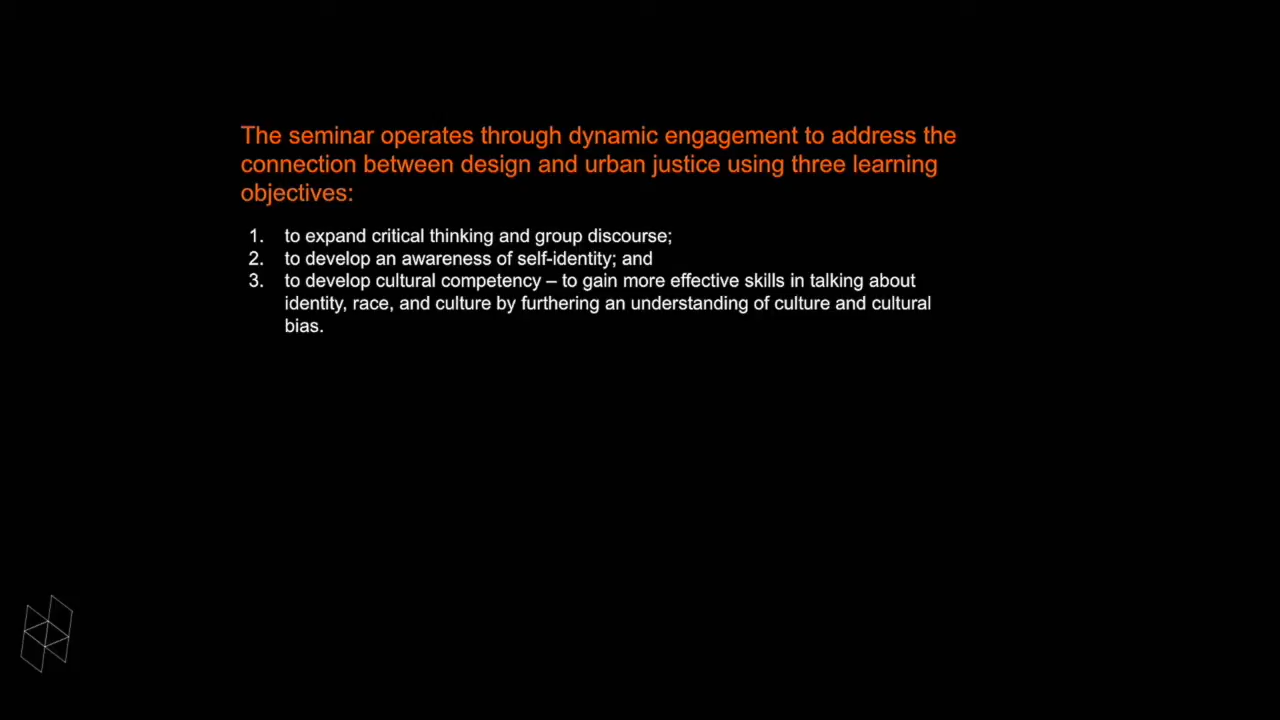 The seminar operates through dynamic engagement to address the
connection between design and urban justice using three learning
objectives:
1. to expand critical thinking and group discourse;
2. to develop an awareness of self-identity; and
3. to develop cultural competency – to gain more effective skills in talking about
identity, race, and culture by furthering an understanding of culture and cultural
bias.